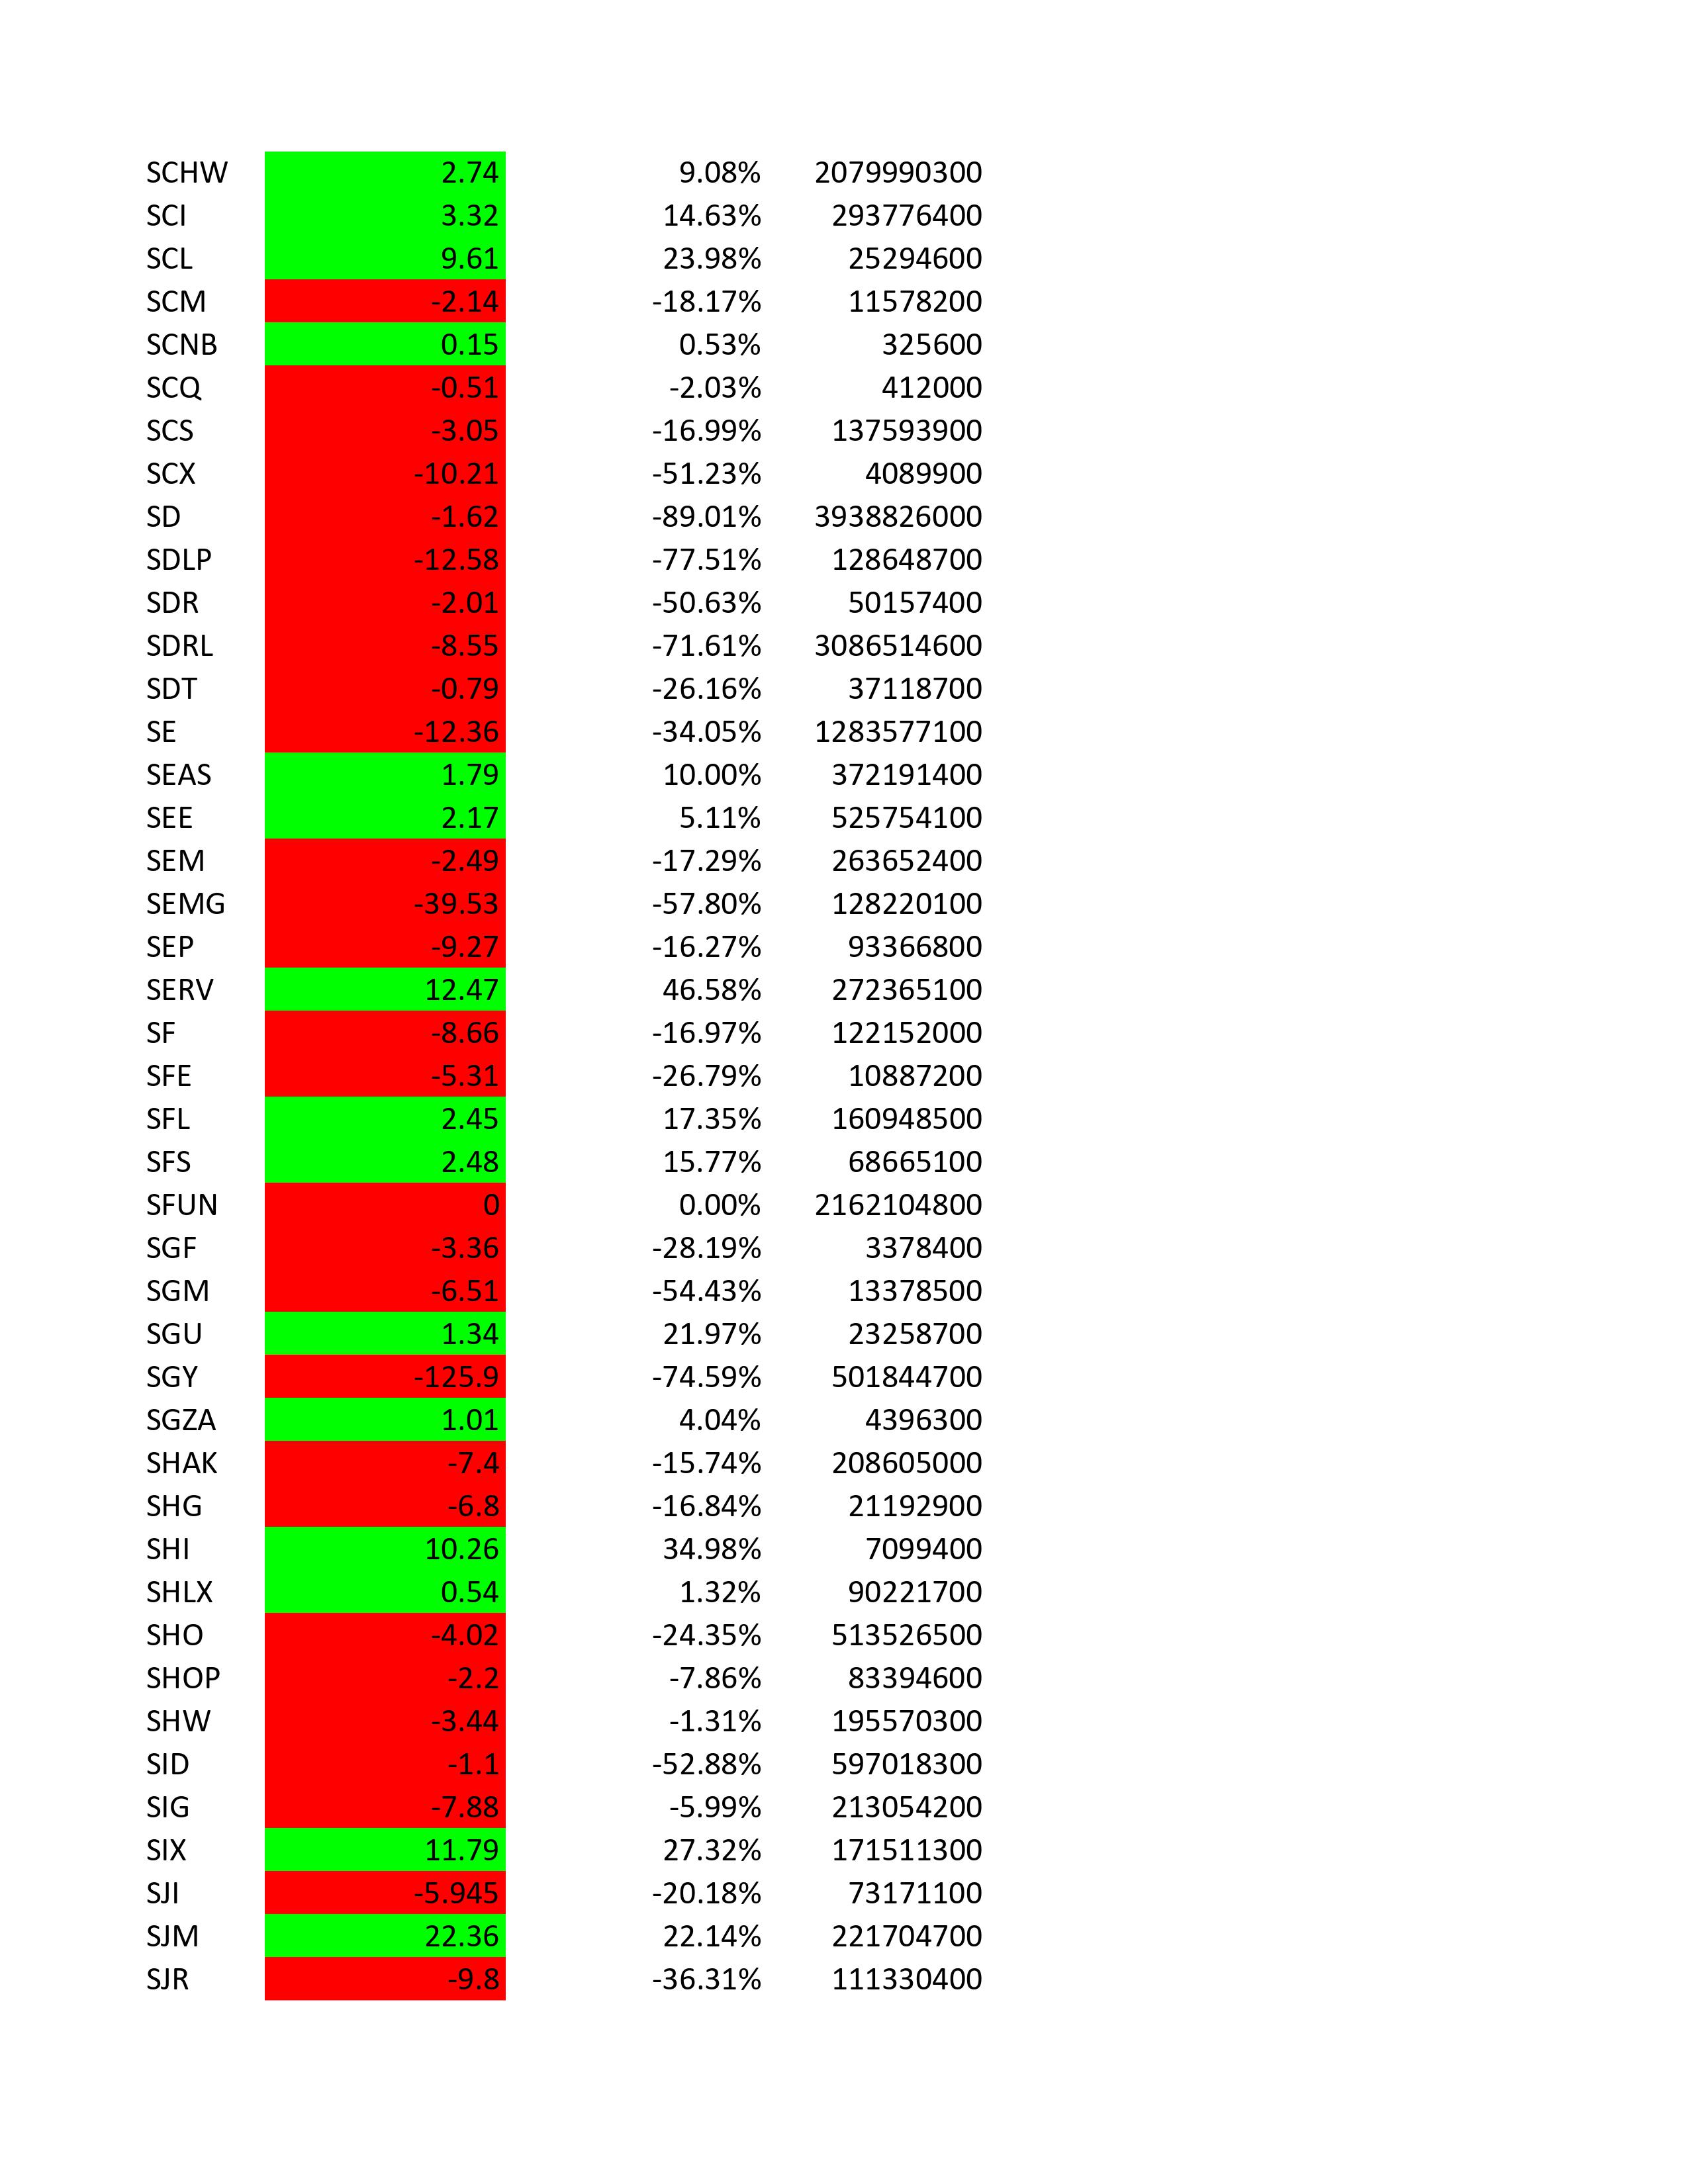 SCHW 2.74 9.08% 2079990300
SCI 3.32 14.63% 293776400
SCL 9.61 23.98% 25294600
SCM -2.14 -18.17% 11578200
SCNB 0.15 0.53% 325600
SCQ -0.51 -2.03% 412000
SCS -3.05 -16.99% 137593900
SCX -10.21 -51.23% 4089900
SD -1.62 -89.01% 3938826000
SDLP -12.58 -77.51% 128648700
SDR -2.01 -50.63% 50157400
SDRL -8.55 -71.61% 3086514600
SDT -0.79 -26.16% 37118700
SE -12.36 -34.05% 1283577100
SEAS 1.79 10.00% 372191400
SEE 2.17 5.11% 525754100
SEM -2.49 -17.29% 263652400
SEMG -39.53 -57.80% 128220100
SEP -9.27 -16.27% 93366800
SERV 12.47 46.58% 272365100
SF -8.66 -16.97% 122152000
SFE -5.31 -26.79% 10887200
SFL 2.45 17.35% 160948500
SFS 2.48 15.77% 68665100
SFUN 0 0.00% 2162104800
SGF -3.36 -28.19% 3378400
SGM -6.51 -54.43% 13378500
SGU 1.34 21.97% 23258700
SGY -125.9 -74.59% 501844700
SGZA 1.01 4.04% 4396300
SHAK -7.4 -15.74% 208605000
SHG -6.8 -16.84% 21192900
SHI 10.26 34.98% 7099400
SHLX 0.54 1.32% 90221700
SHO -4.02 -24.35% 513526500
SHOP -2.2 -7.86% 83394600
SHW -3.44 -1.31% 195570300
SID -1.1 -52.88% 597018300
SIG -7.88 -5.99% 213054200
SIX 11.79 27.32% 171511300
SJI -5.945 -20.18% 73171100
SJM 22.36 22.14% 221704700
SJR -9.8 -36.31% 111330400